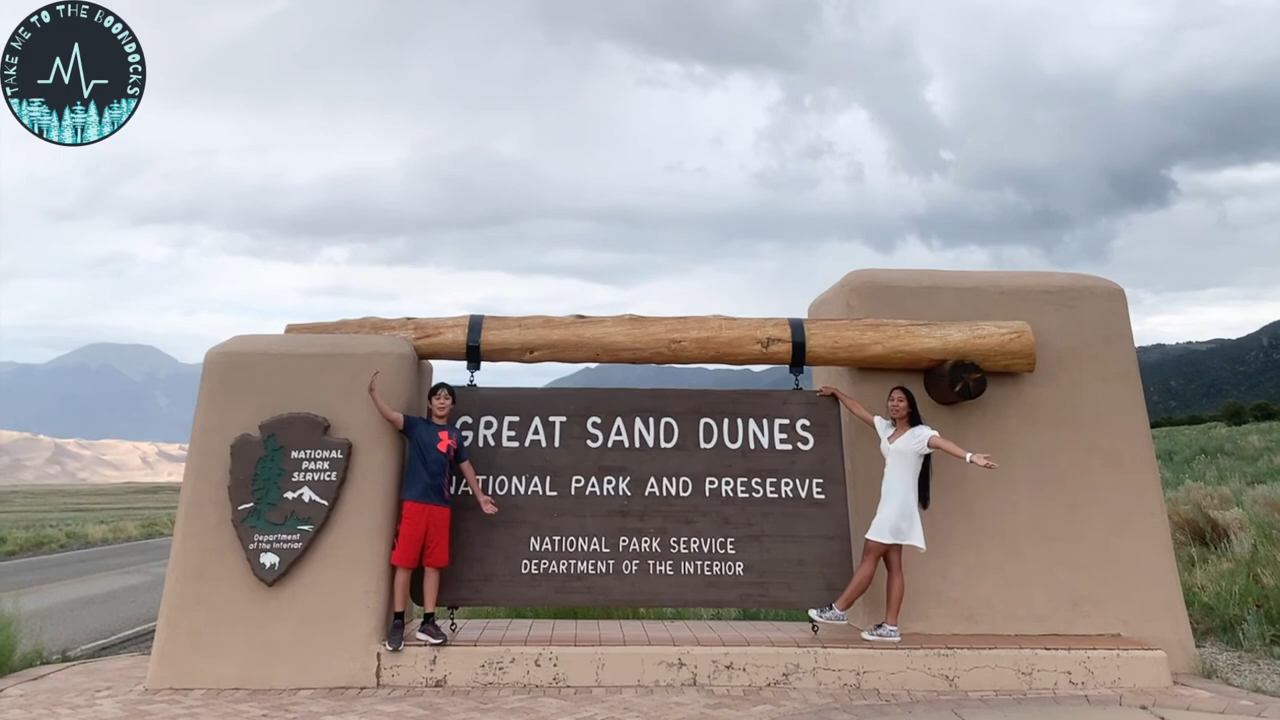 TAKE ME TO THE BOONDOCKS
GREAT SAND DUNES
NATIONAL PARK AND PRESERVE
NATIONAL PARK SERVICE
DEPARTMENT OF THE INTERIOR
NATIONAL
PARK
SERVICE
Department
of the Interior